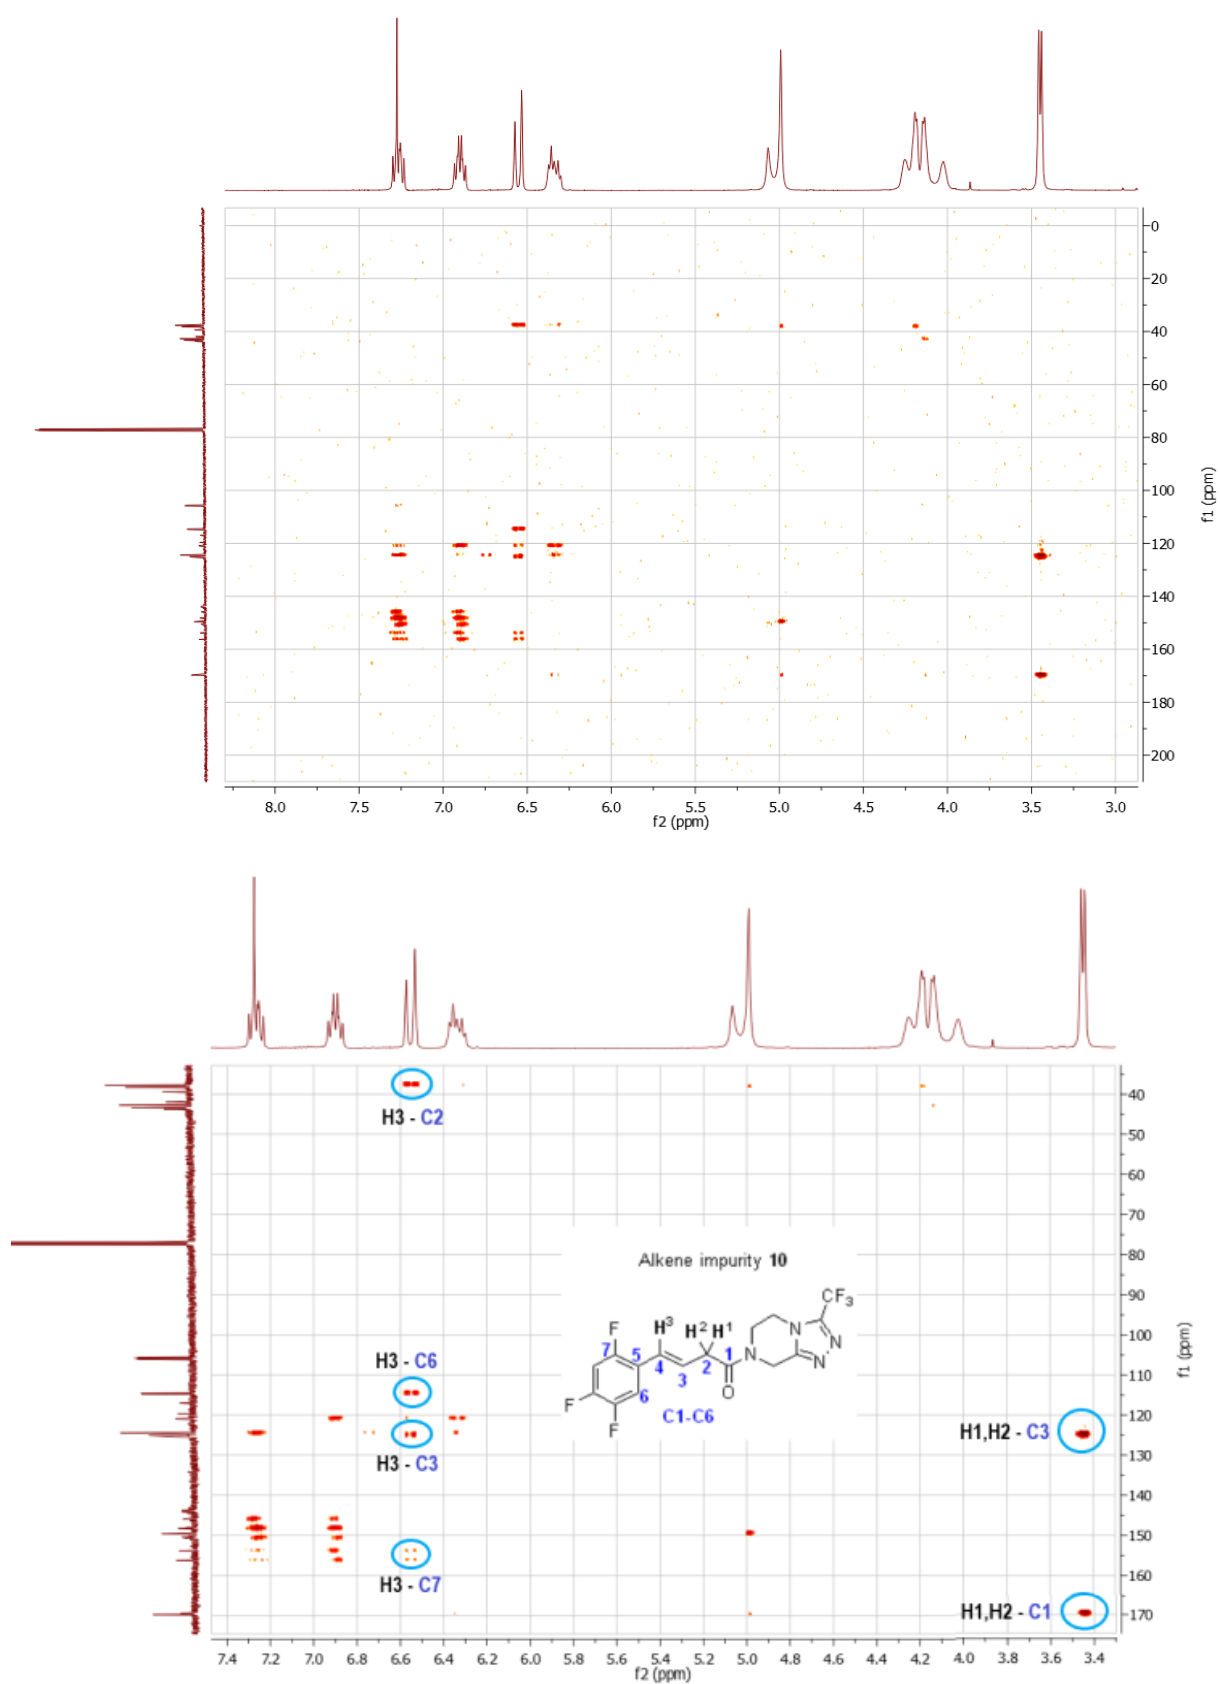 0
20
40
60
80
100
120
140
160
180
200
f1 (ppm)
8.0 7.5 7.0 6.5 6.0 5.5 5.0 4.5 4.0 3.5 3.0
f2 (ppm)
H3 - C2
H3 - C6
H3 - C3
H3 - C7
H1,H2 - C3
H1,H2 - C1
Alkene impurity 10
CF3
F
7
5
H3
H2 H1
4
3
2
1
N
N
N
N
O
6
F
F
C1-C6
40
50
60
70
80
90
100
110
120
130
140
150
160
170
f1 (ppm)
7.4 7.2 7.0 6.8 6.6 6.4 6.2 6.0 5.8 5.6 5.4 5.2 5.0 4.8 4.6 4.4 4.2 4.0 3.8 3.6 3.4
f2 (ppm)